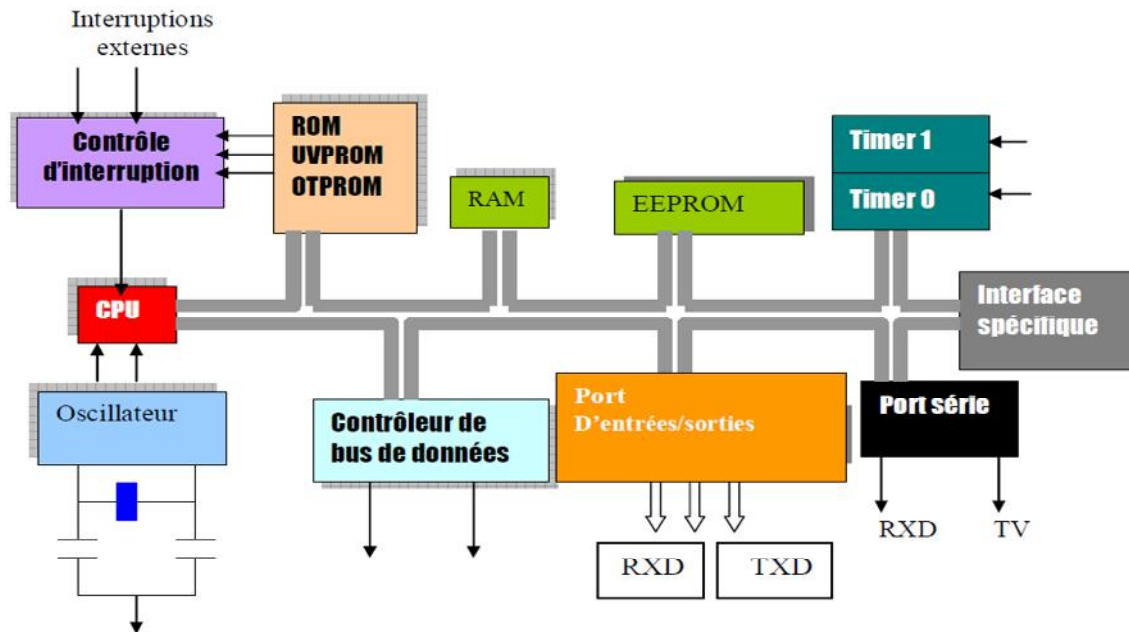 Interruptions
externes
Contrôle
d'interruption
ROM
UVPROM
OTPROM
RAM
EEPROM
Timer 1
Timer 0
CPU
Interface
spécifique
Oscillateur
Contrôleur de
bus de données
Port
D'entrées/sorties
Port série
RXD
TV
RXD
TXD